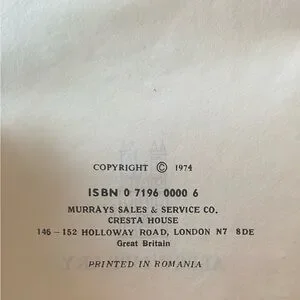 COPYRIGHT © 1974
ISBN 0 7196 0000 6
MURRAYS SALES & SERVICE CO.
CRESTA HOUSE
146 – 152 HOLLOWAY ROAD, LONDON N7 8DE
Great Britain
PRINTED IN ROMANIA